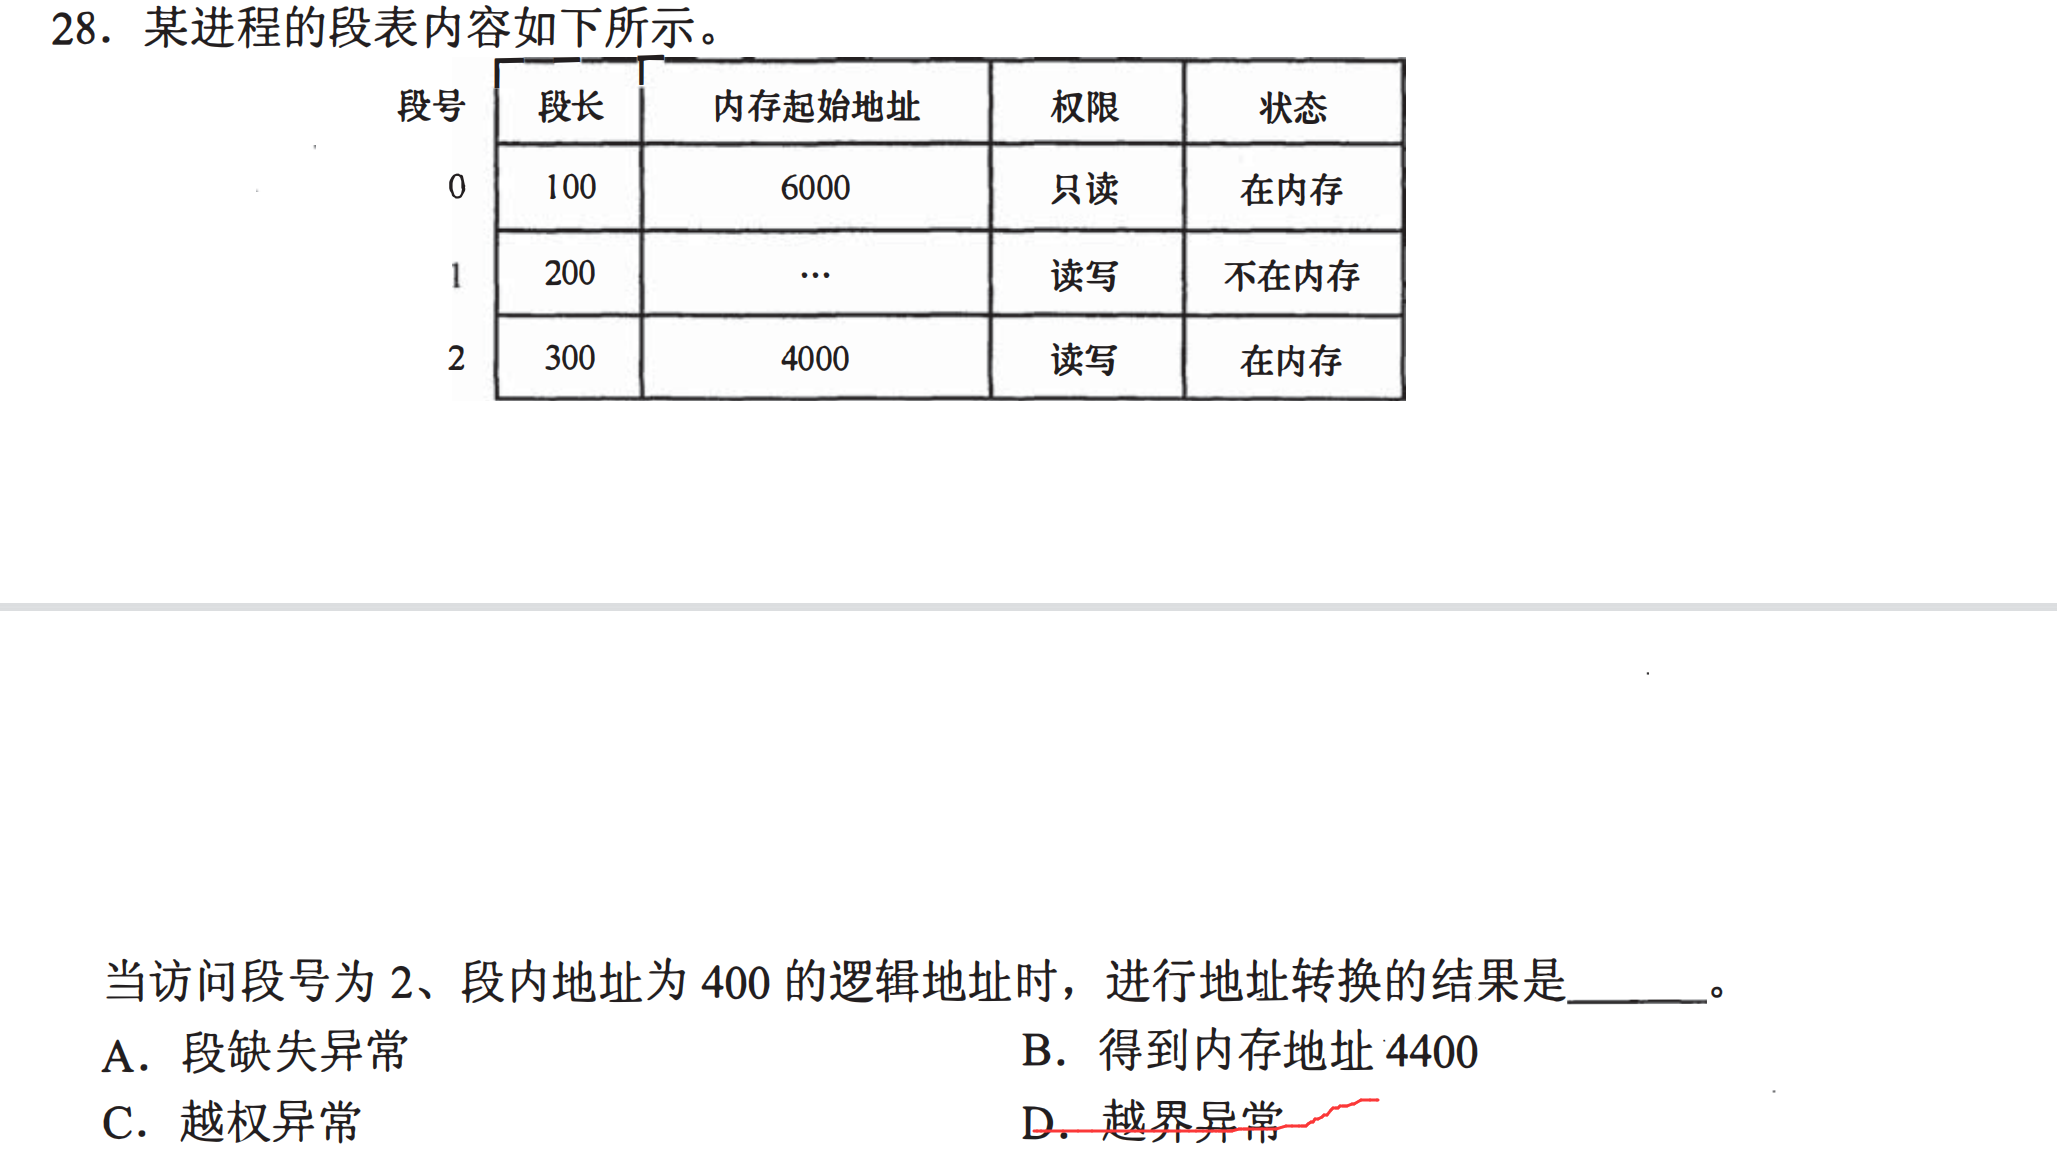 28. 某进程的段表内容如下所示。
段号 段长 内存起始地址 权限 状态
0 100 6000 只读 在内存
1 200 … 读写 不在内存
2 300 4000 读写 在内存
当访问段号为 2、段内地址为 400 的逻辑地址时，进行地址转换的结果是______。
A. 段缺失异常 B. 得到内存地址 4400
C. 越权异常 D. 越界异常